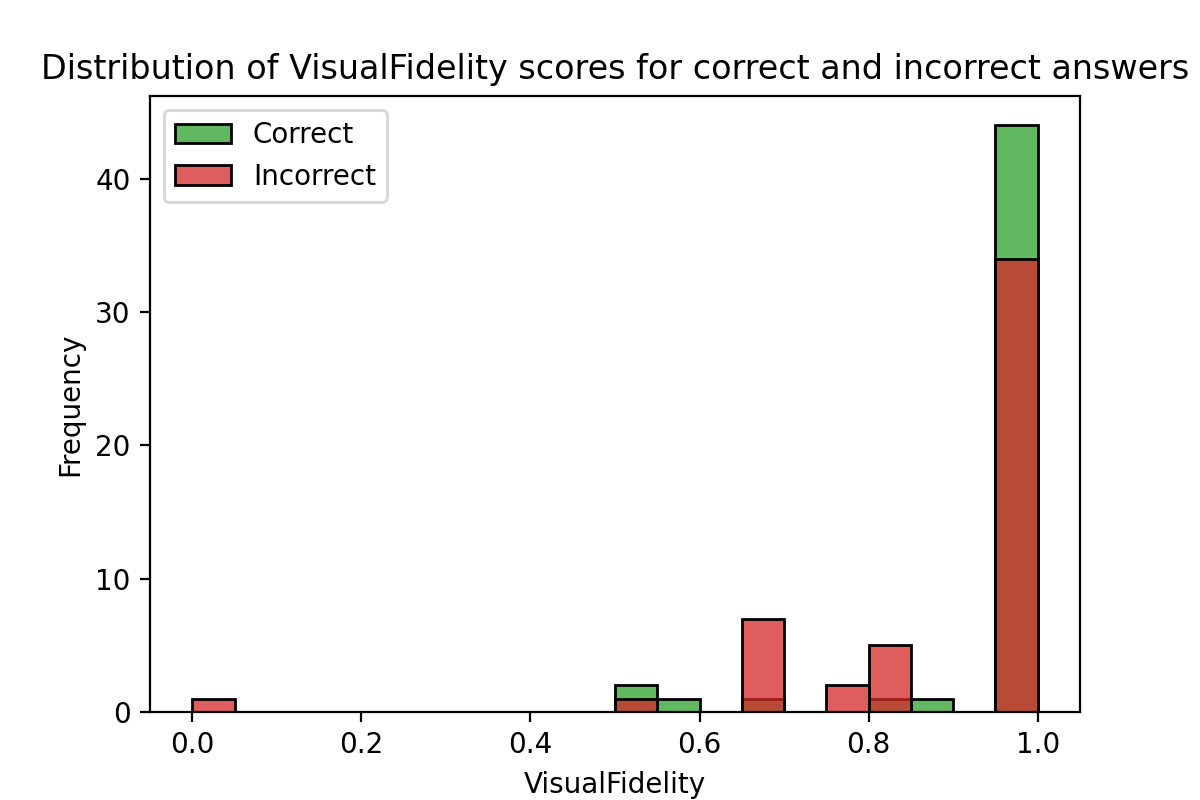 Distribution of VisualFidelity scores for correct and incorrect answers
Correct
Incorrect
40
30
20
10
0
Frequency
0.0 0.2 0.4 0.6 0.8 1.0
VisualFidelity